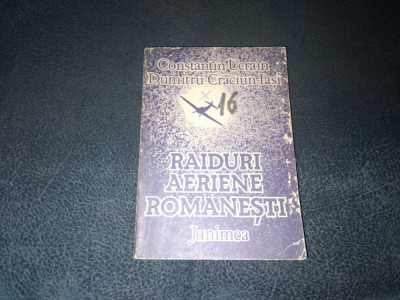 Constantin Ucrain
Dumitru Crăciun Iași
16
RAIDURI
AERIENE
ROMÂNEȘTI
Junimea